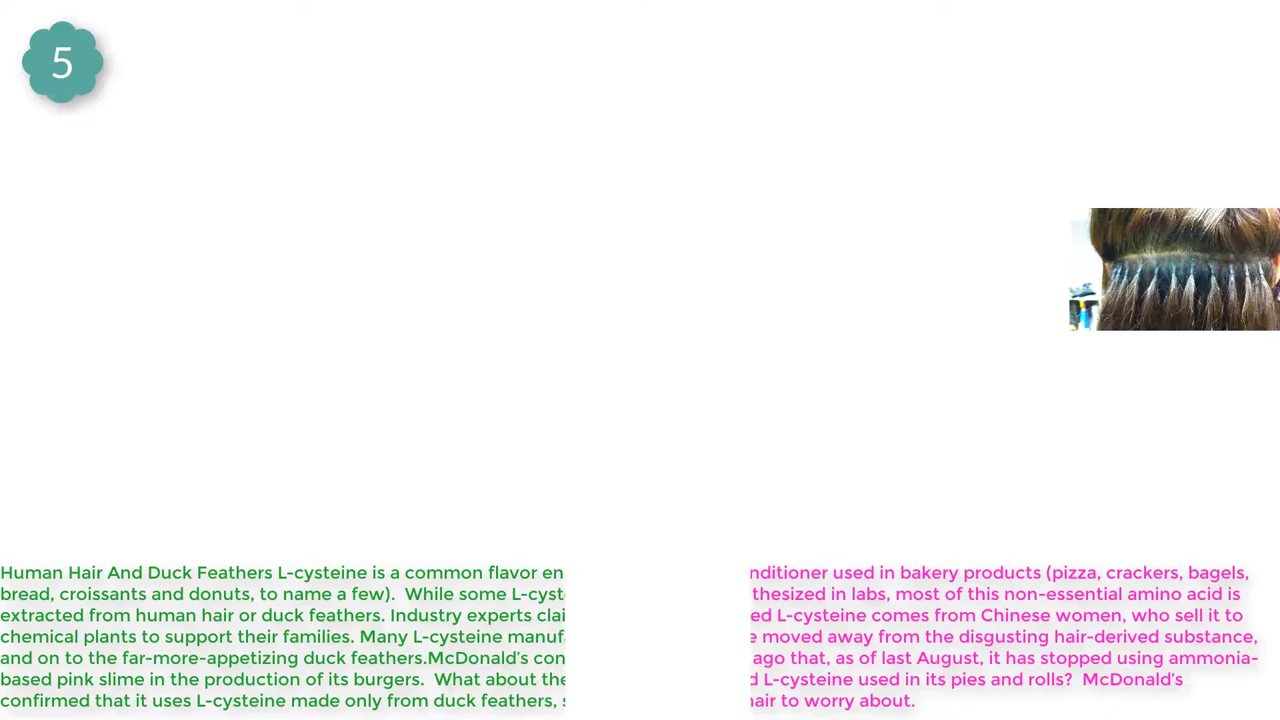 5
Human Hair And Duck Feathers L-cysteine is a common flavor en nditioner used in bakery products (pizza, crackers, bagels,
bread, croissants and donuts, to name a few). While some L-cyst thesized in labs, most of this non-essential amino acid is
extracted from human hair or duck feathers. Industry experts clai ed L-cysteine comes from Chinese women, who sell it to
chemical plants to support their families. Many L-cysteine manuf e moved away from the disgusting hair-derived substance,
and on to the far-more-appetizing duck feathers.McDonald's con ago that, as of last August, it has stopped using ammonia-
based pink slime in the production of its burgers. What about the d L-cysteine used in its pies and rolls? McDonald's
confirmed that it uses L-cysteine made only from duck feathers, s hair to worry about.